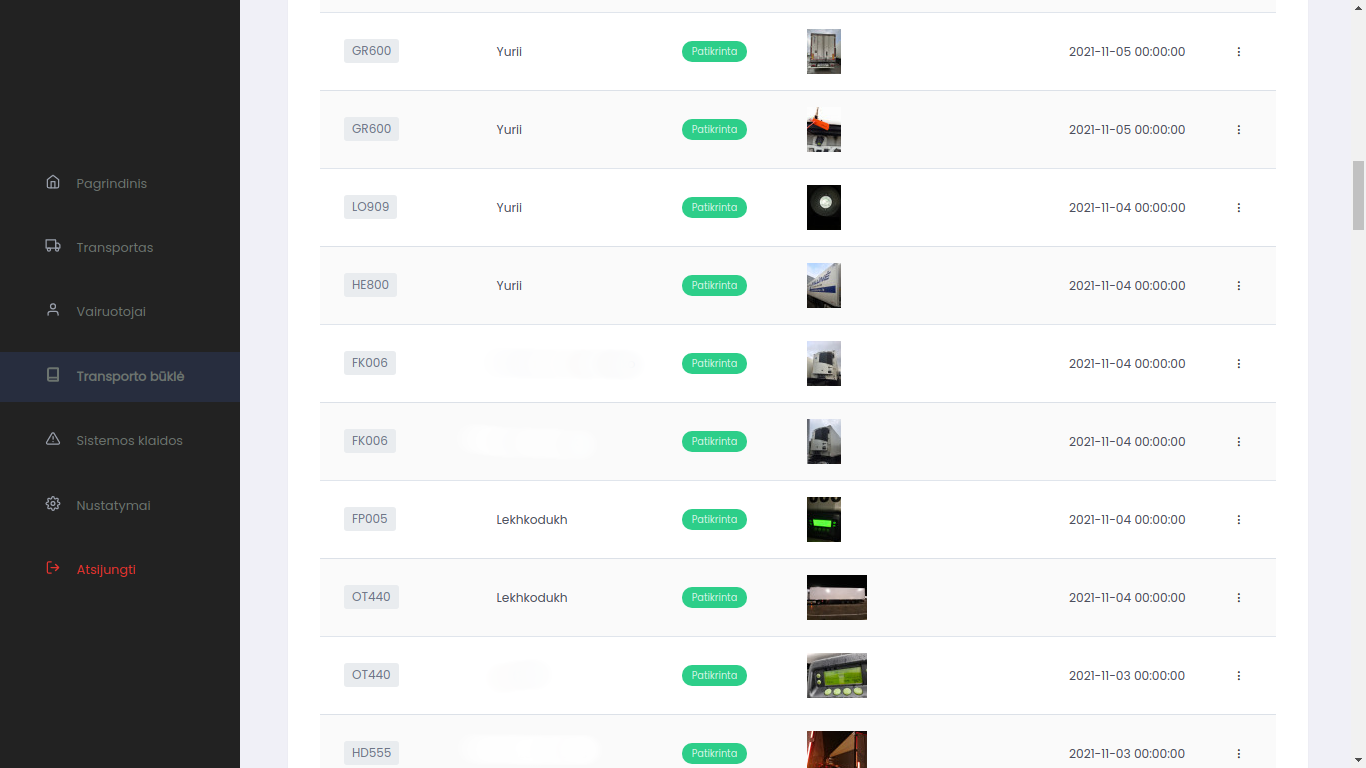 GR600 Yurii Patikrinta 2021-11-05 00:00:00
GR600 Yurii Patikrinta 2021-11-05 00:00:00
Pagrindinis
LO909 Yurii Patikrinta 2021-11-04 00:00:00
Transportas
HE800 Yurii Patikrinta 2021-11-04 00:00:00
Vairuotojai
FK006 Patikrinta 2021-11-04 00:00:00
Transporto būklė
FK006 Patikrinta 2021-11-04 00:00:00
Sistemos klaidos
FP005 Lekhkodukh Patikrinta 2021-11-04 00:00:00
Nustatymai
OT440 Lekhkodukh Patikrinta 2021-11-04 00:00:00
Atsijungti
OT440 Patikrinta 2021-11-03 00:00:00
HD555 Patikrinta 2021-11-03 00:00:00